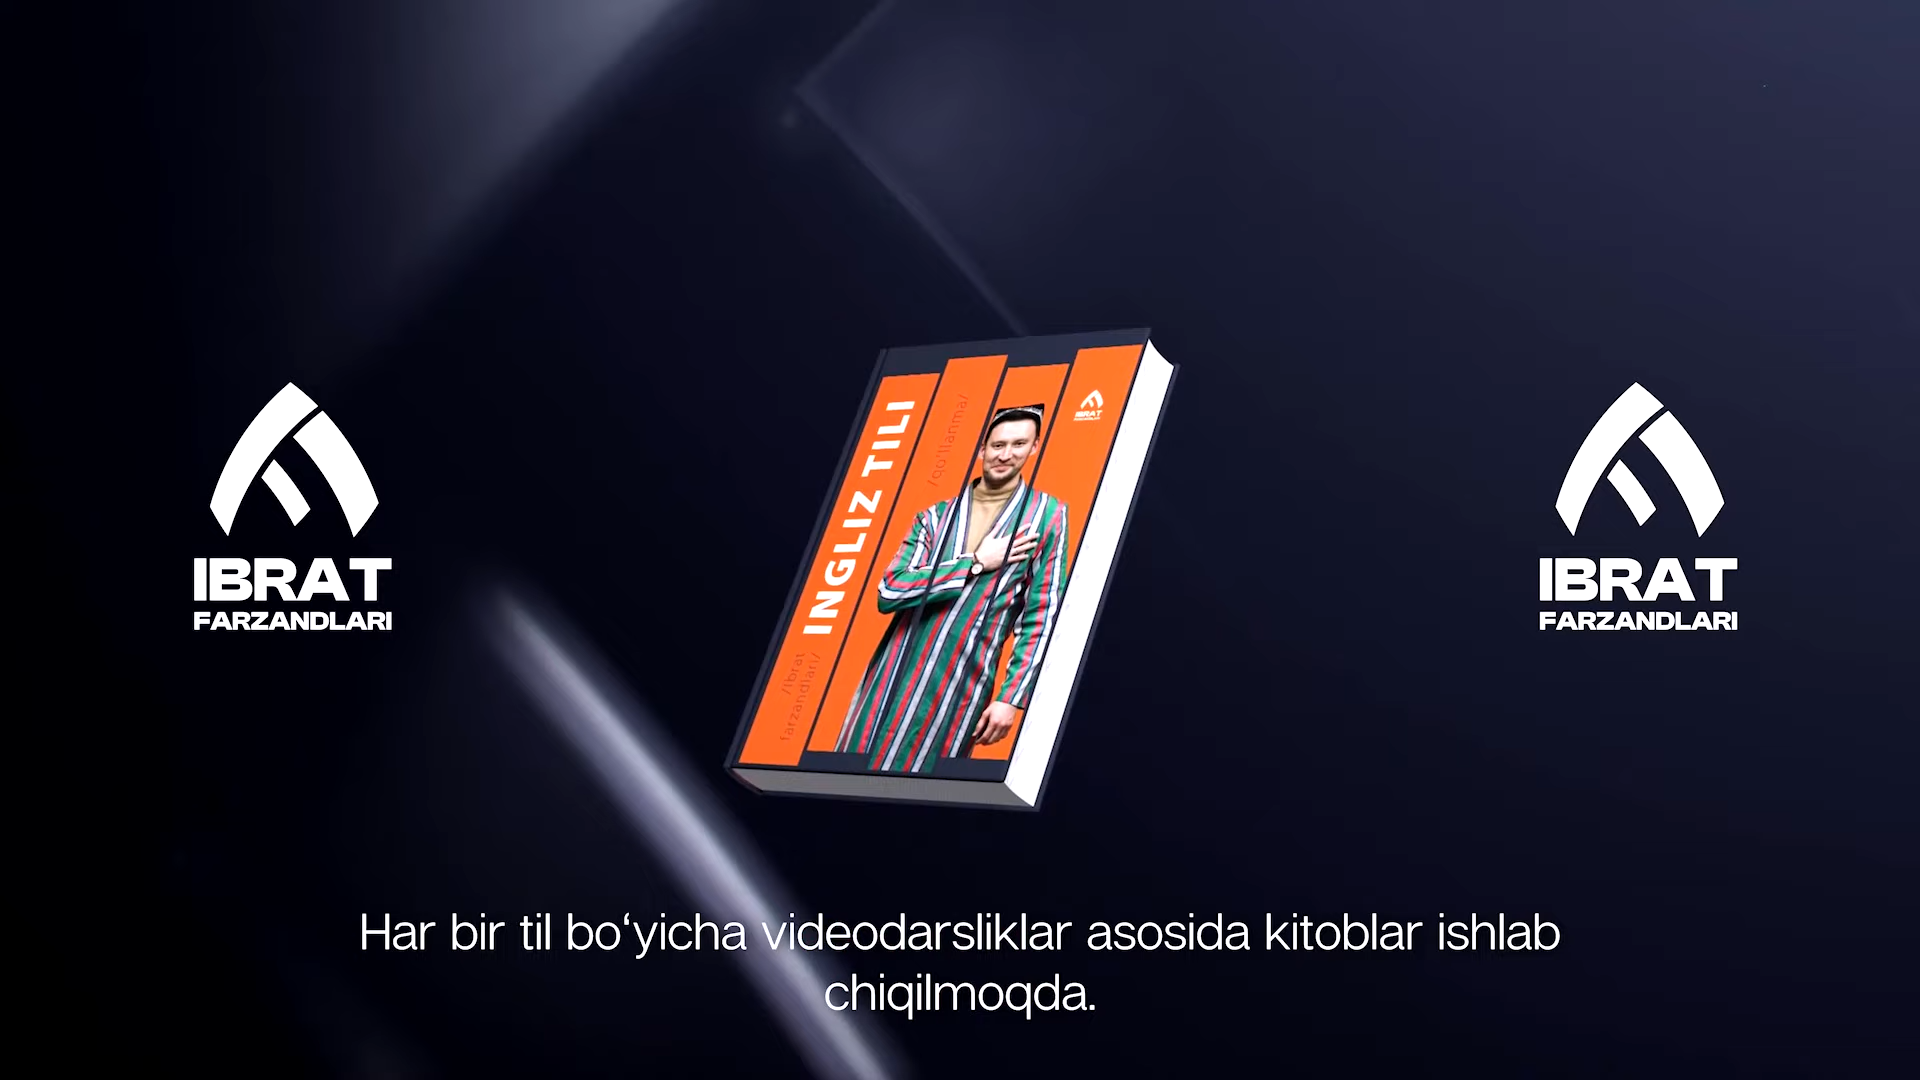 IBRAT
FARZANDLARI
INGLIZ TILI
/qo'llanma/
/ibrat
farzandlari/
IBRAT
IBRAT
FARZANDLARI
Har bir til bo‘yicha videodarsliklar asosida kitoblar ishlab
chiqilmoqda.